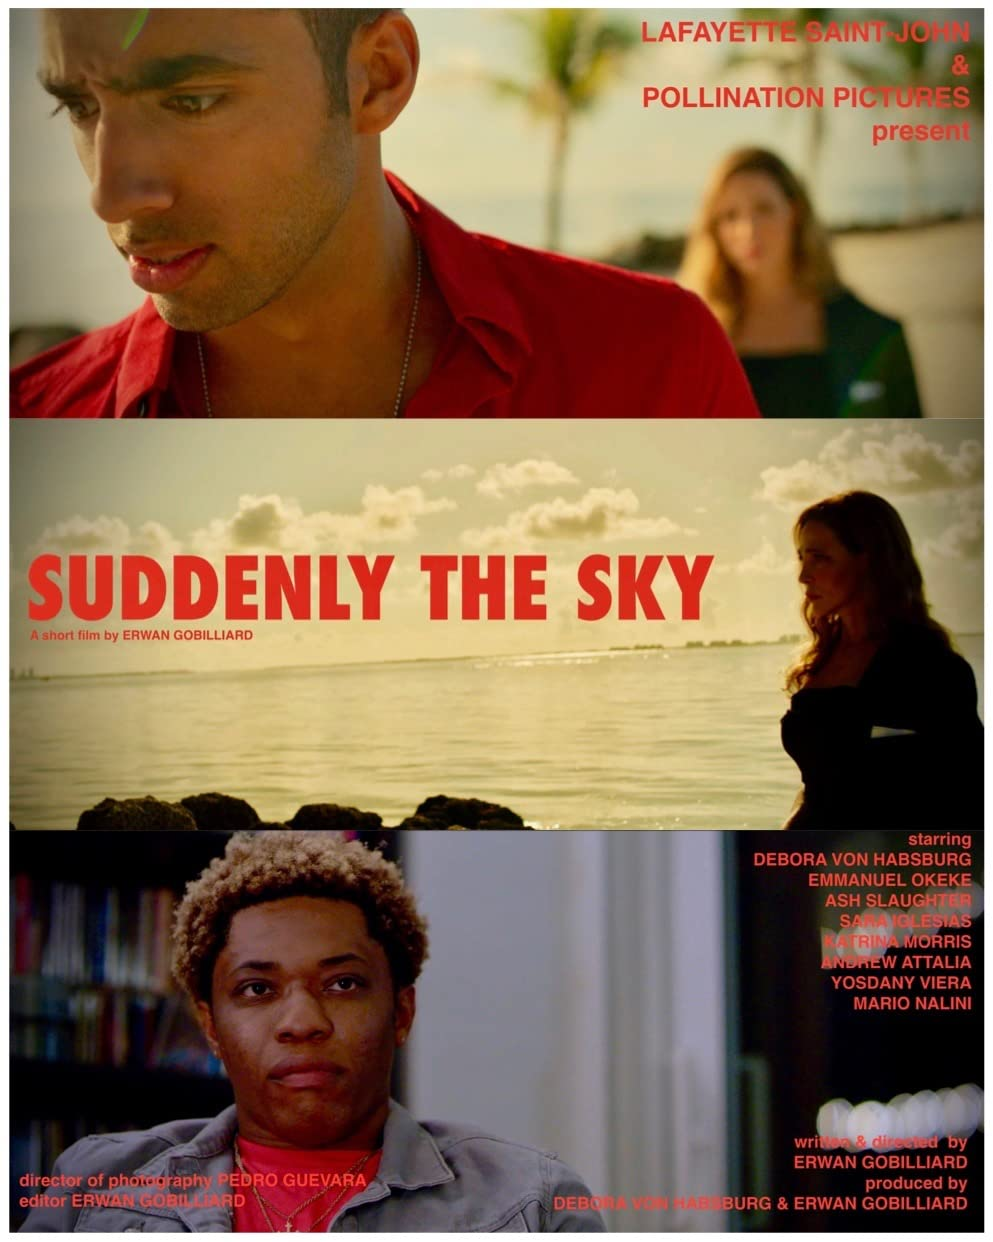 LAFAYETTE SAINT-JOHN
&
POLLINATION PICTURES
present
SUDDENLY THE SKY
A short film by ERWAN GOBILLIARD
starring
DEBORA VON HABSBURG
EMMANUEL OKEKE
ASH SLAUGHTER
SARA IGLESIAS
KATRINA MORRIS
ANDREW ATTALIA
YOSDANY VIERA
MARIO NALINI
director of photography PEDRO GUEVARA
editor ERWAN GOBILLIARD
written & directed by
ERWAN GOBILLIARD
produced by
DEBORA VON HABSBURG & ERWAN GOBILLIARD